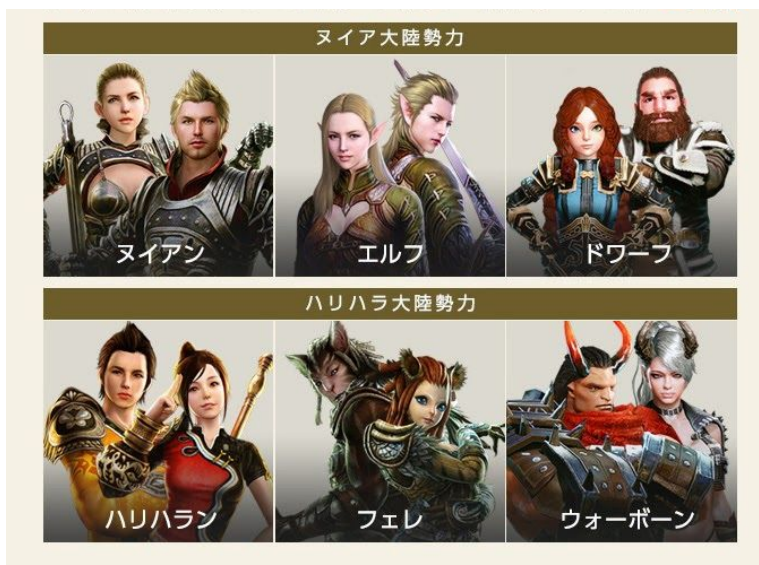 ヌイア大陸勢力
ヌイアン
エルフ
ドワーフ
ハリハラ大陸勢力
ハリハラン
フェレ
ウォーボーン